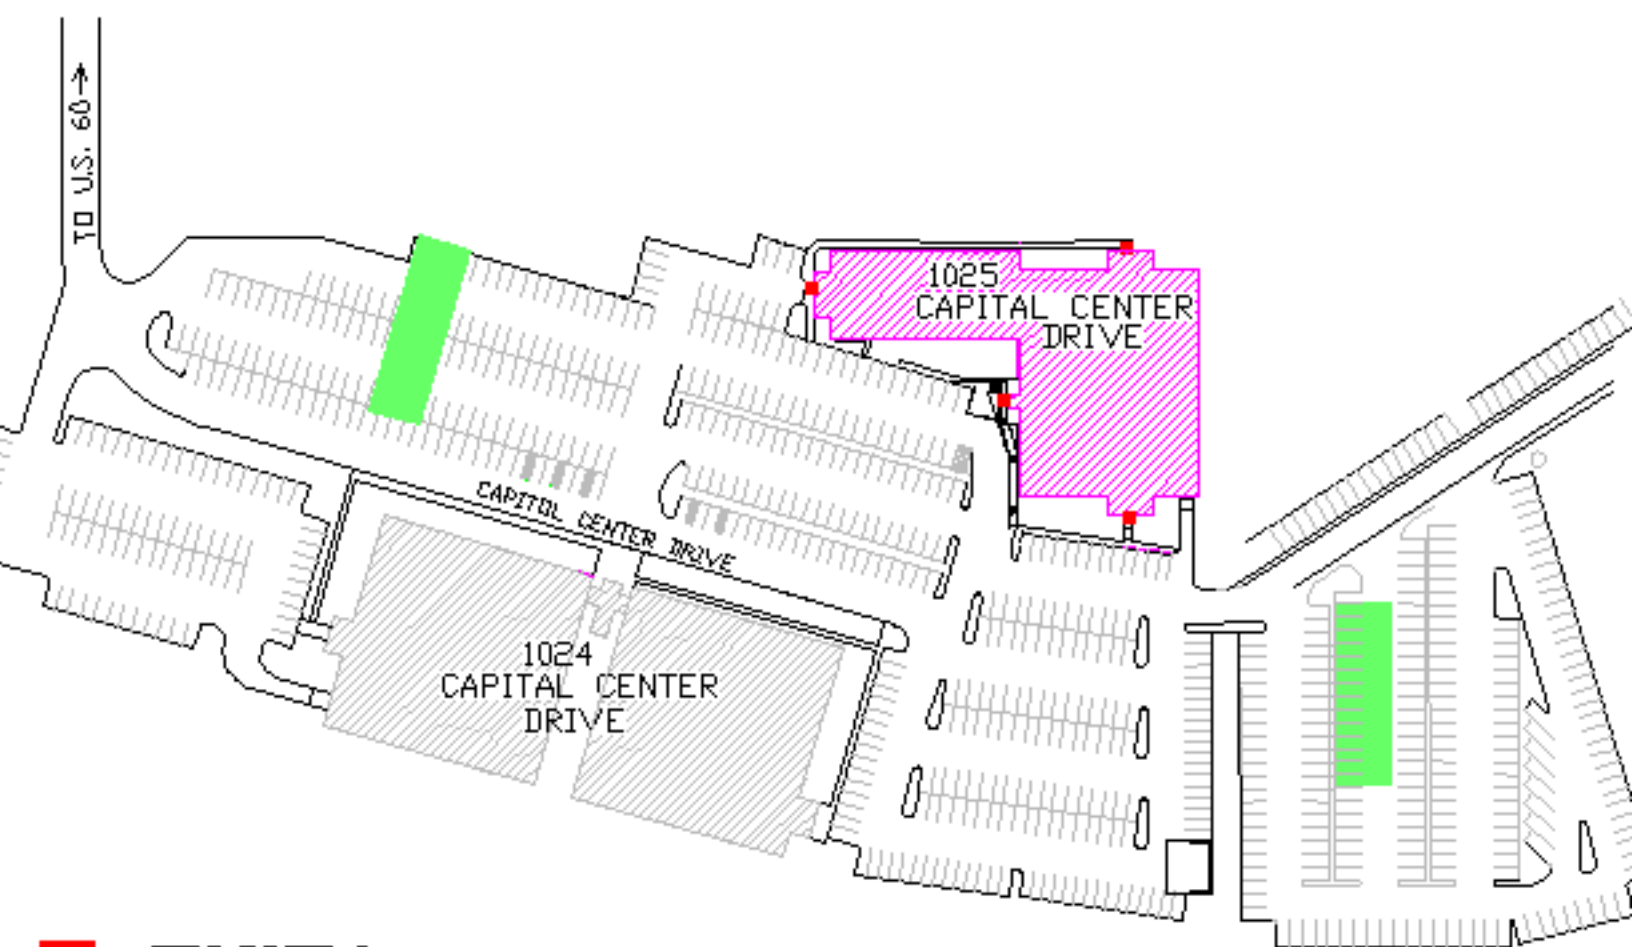 TO U.S. 60
1025
CAPITAL CENTER
DRIVE
CAPITOL CENTER DRIVE
1024
CAPITAL CENTER
DRIVE